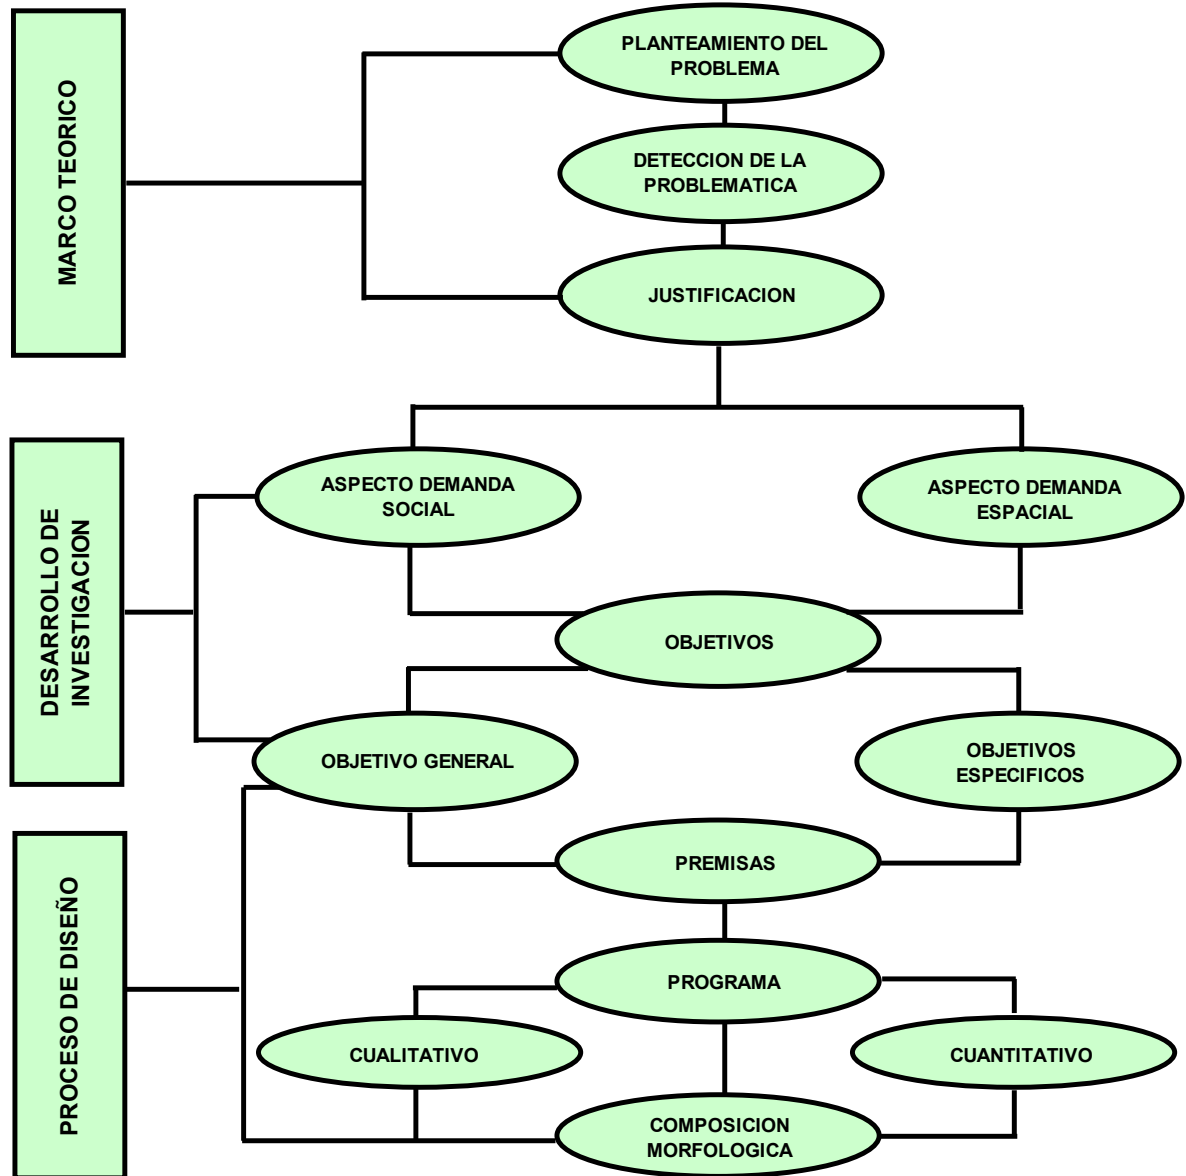 MARCO TEORICO
PLANTEAMIENTO DEL
PROBLEMA
DETECCION DE LA
PROBLEMATICA
JUSTIFICACION
DESARROLLO DE
INVESTIGACION
ASPECTO DEMANDA
SOCIAL
ASPECTO DEMANDA
ESPACIAL
OBJETIVOS
OBJETIVO GENERAL
OBJETIVOS
ESPECIFICOS
PROCESO DE DISEÑO
PREMISAS
PROGRAMA
CUALITATIVO
CUANTITATIVO
COMPOSICION
MORFOLOGICA